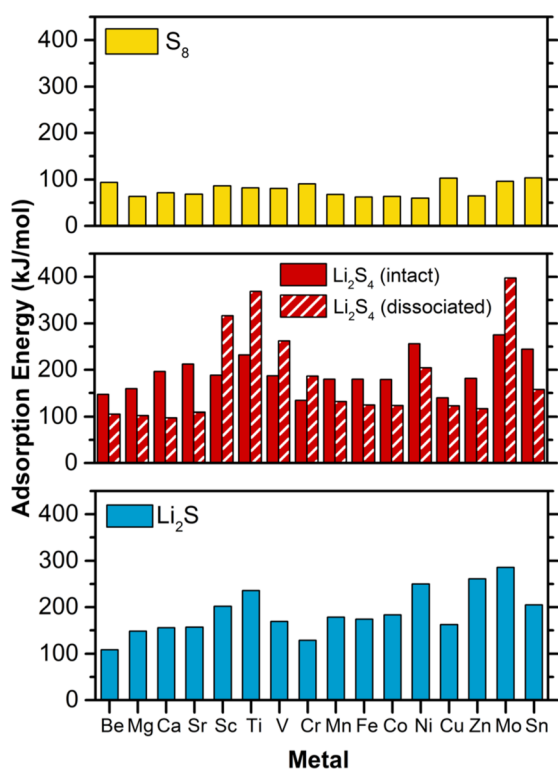 Adsorption Energy (kJ/mol)
400
300
200
100
0
S₈
400
300
200
100
0
Li₂S₄ (intact)
Li₂S₄ (dissociated)
400
300
200
100
0
Li₂S
Be Mg Ca Sr Sc Ti V Cr Mn Fe Co Ni Cu Zn Mo Sn
Metal